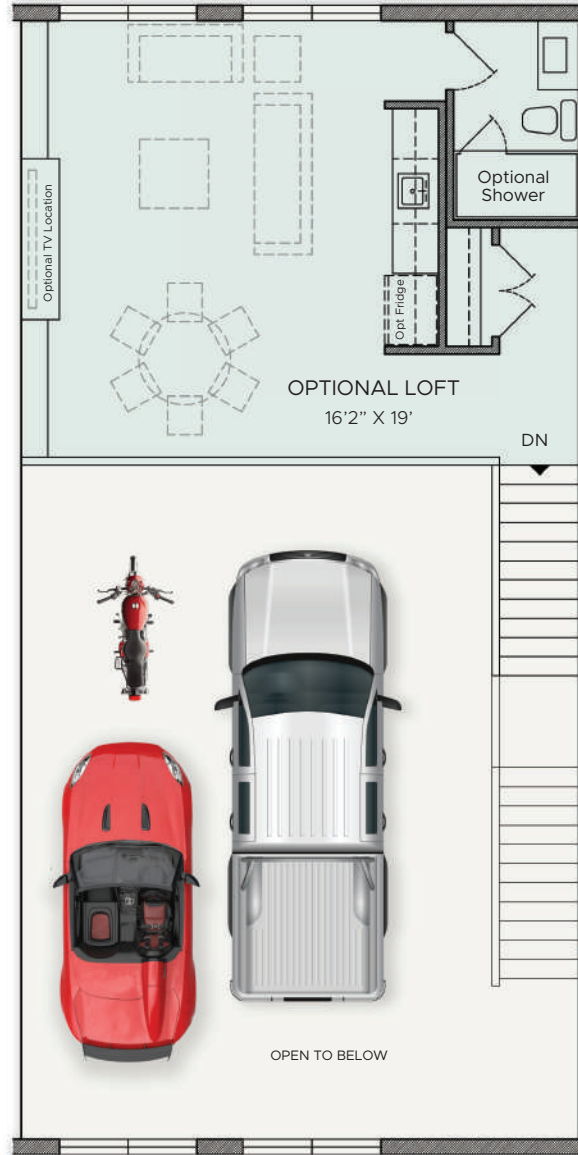 Optional
Shower
Optional TV Location
Opt Fridge
OPTIONAL LOFT
16'2” X 19'
DN
OPEN TO BELOW